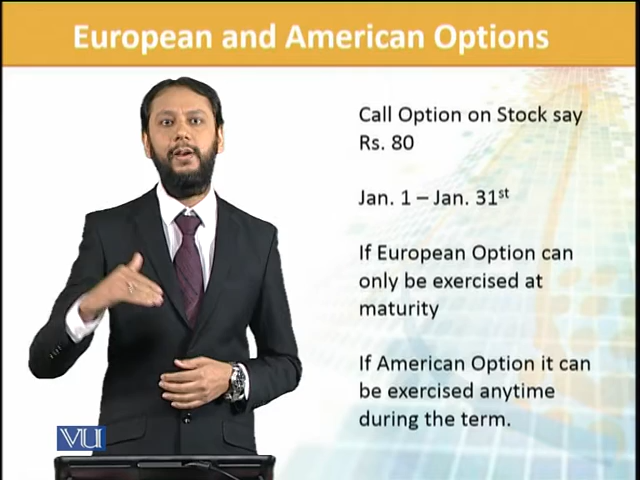 European and American Options
Call Option on Stock say
Rs. 80
Jan. 1 – Jan. 31st
If European Option can
only be exercised at
maturity
If American Option it can
be exercised anytime
during the term.
VU